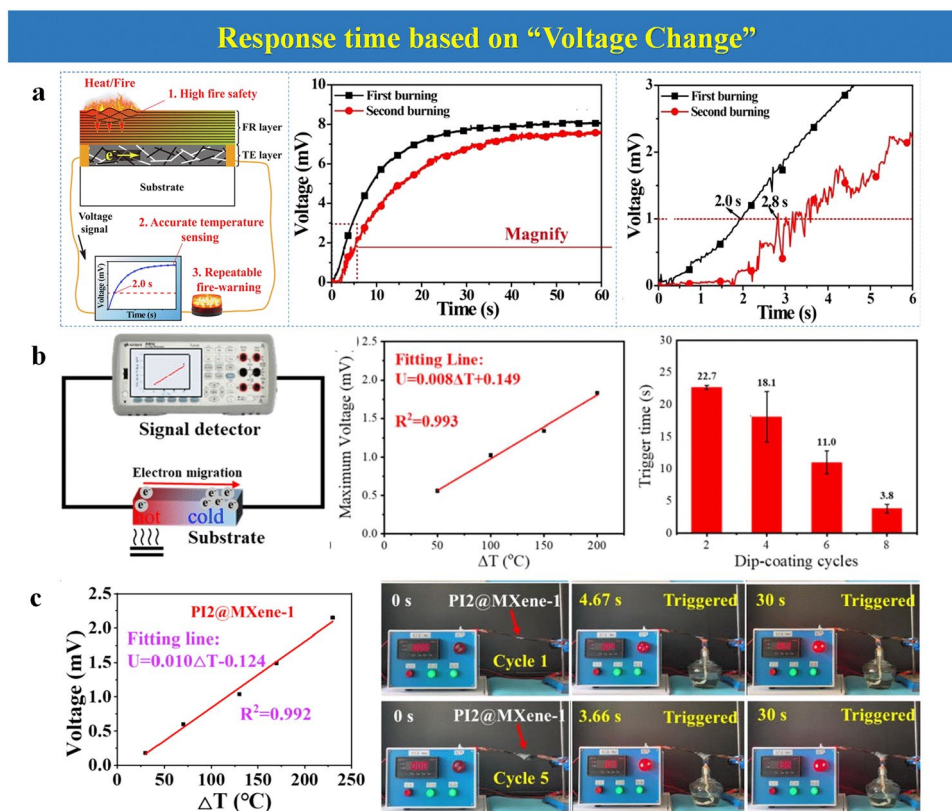 Response time based on “Voltage Change”
a
Heat/Fire
1. High fire safety
FR layer
e⁻
TE layer
Substrate
Voltage
signal
2. Accurate temperature
sensing
3. Repeatable
fire-warning
Voltage (mV)
2.0 s
Time (s)
10
8
6
4
2
0
Voltage (mV)
First burning
Second burning
Magnify
0 10 20 30 40 50 60
Time (s)
3
2
1
0
Voltage (mV)
First burning
Second burning
2.0 s
2.8 s
0 1 2 3 4 5 6
Time (s)
b
Signal detector
Electron migration
e⁻ e⁻ e⁻ e⁻ e⁻ e⁻
hot cold
Substrate
2.5
2.0
1.5
1.0
0.5
0.0
Maximum Voltage (mV)
Fitting Line:
U=0.008ΔT+0.149
R²=0.993
0 50 100 150 200
ΔT (°C)
30
25
20
15
10
5
0
Trigger time (s)
22.7
18.1
11.0
3.8
2 4 6 8
Dip-coating cycles
c
2.5
2.0
1.5
1.0
0.5
0.0
Voltage (mV)
PI2@MXene-1
Fitting line:
U=0.010△T-0.124
R²=0.992
0 50 100 150 200 250
△T (°C)
0 s PI2@MXene-1
Cycle 1
4.67 s Triggered
30 s Triggered
0 s PI2@MXene-1
Cycle 5
3.66 s Triggered
30 s Triggered